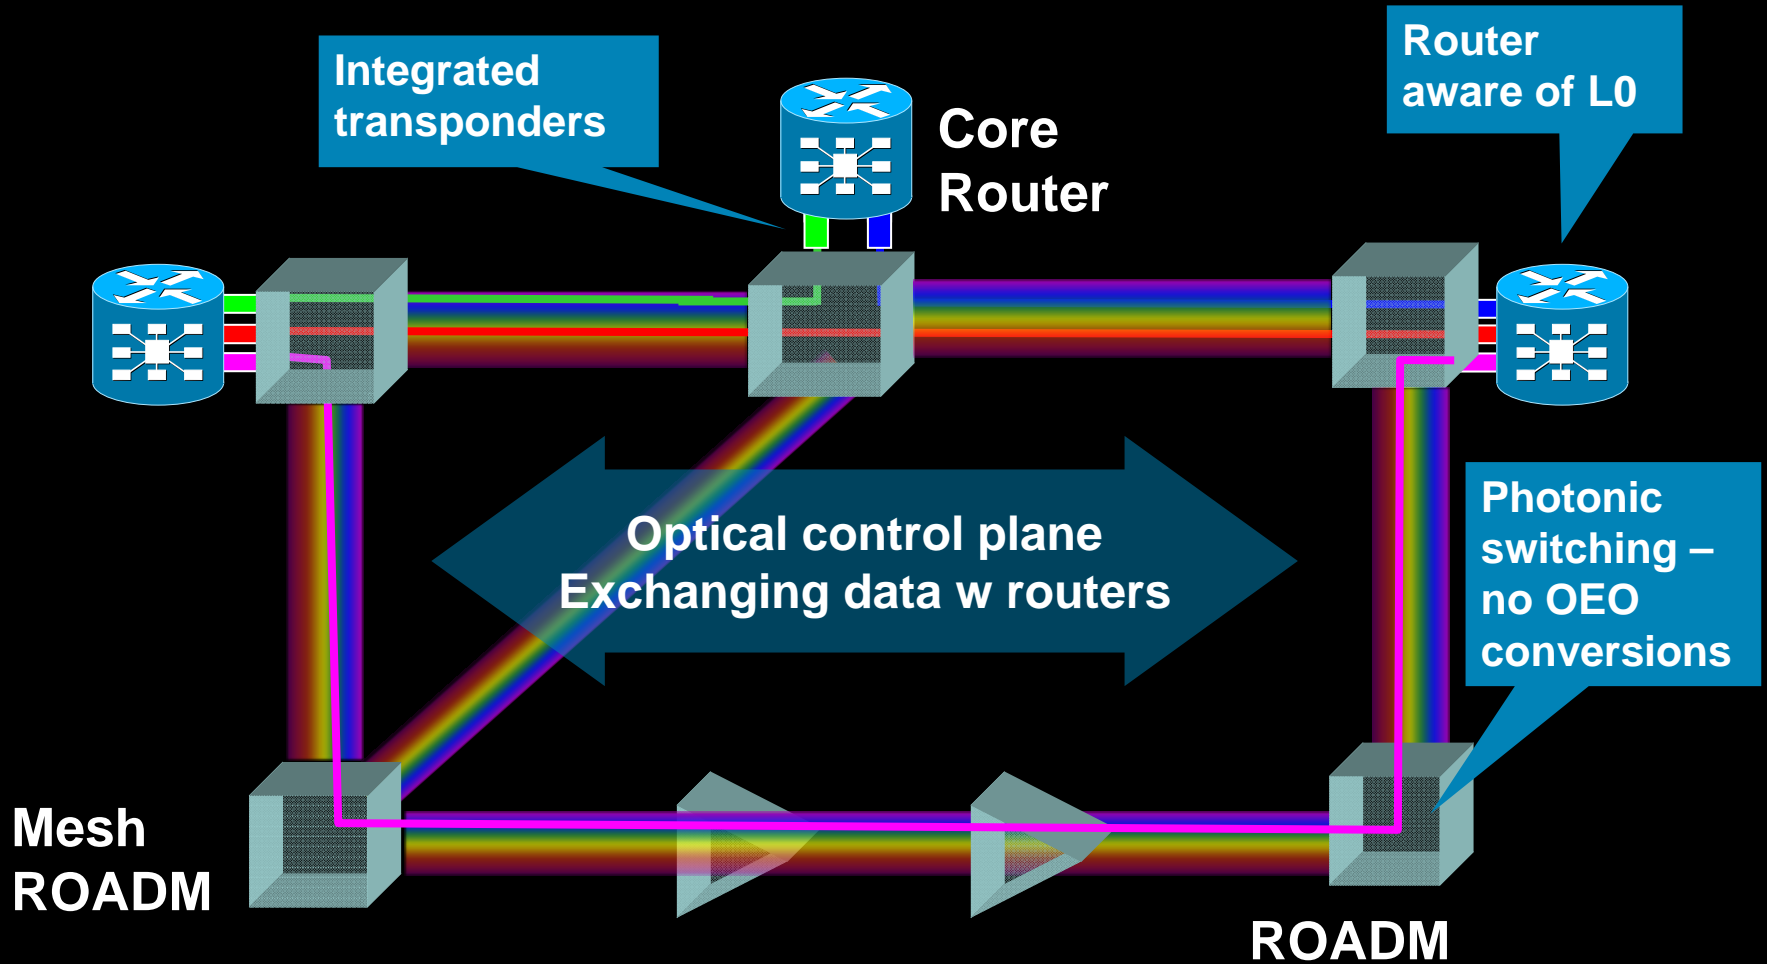 Integrated
transponders
Core
Router
Router
aware of L0
Optical control plane
Exchanging data w routers
Photonic
switching –
no OEO
conversions
Mesh
ROADM
ROADM